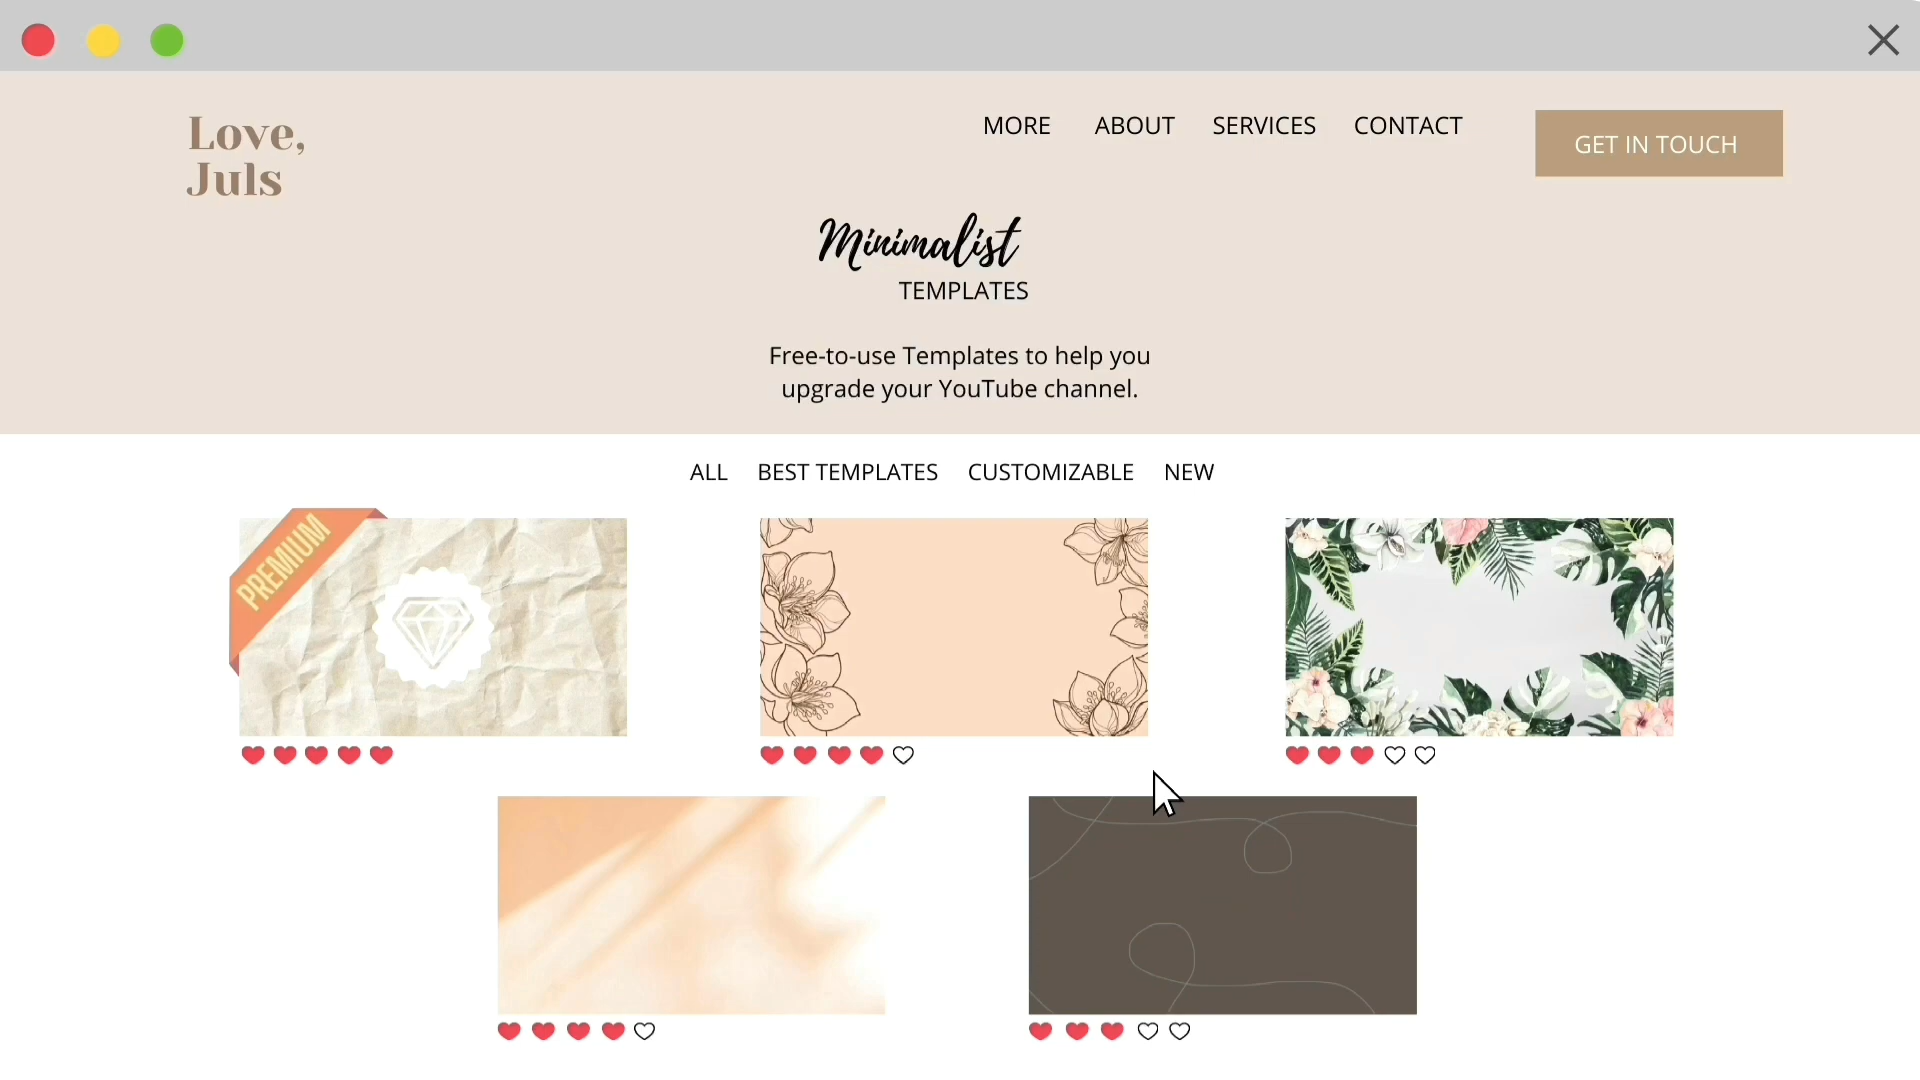 Love,
Juls
MORE ABOUT SERVICES CONTACT
GET IN TOUCH
Minimalist
TEMPLATES
Free-to-use Templates to help you
upgrade your YouTube channel.
ALL BEST TEMPLATES CUSTOMIZABLE NEW
PREMIUM